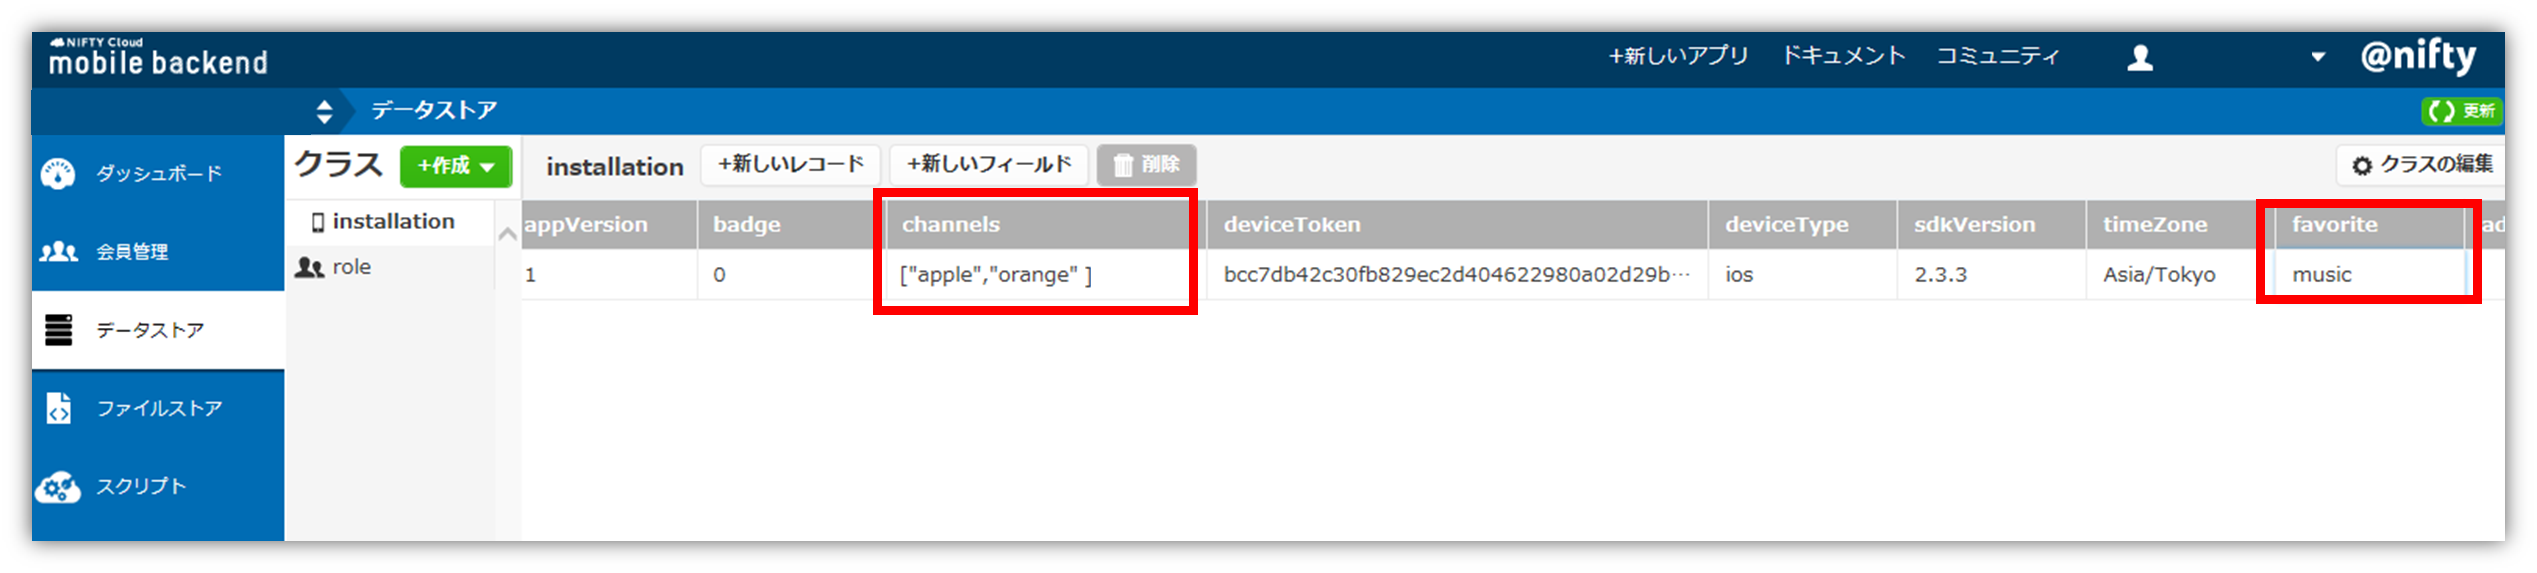 NIFTY Cloud
mobile backend
+新しいアプリ ドキュメント コミュニティ @nifty
データストア 更新
ダッシュボード
会員管理
データストア
ファイルストア
スクリプト
クラス +作成
installation
role
installation +新しいレコード +新しいフィールド 削除 クラスの編集
appVersion badge channels deviceToken deviceType sdkVersion timeZone favorite ad
1 0 ["apple","orange" ] bcc7db42c30fb829ec2d404622980a02d29b… ios 2.3.3 Asia/Tokyo music